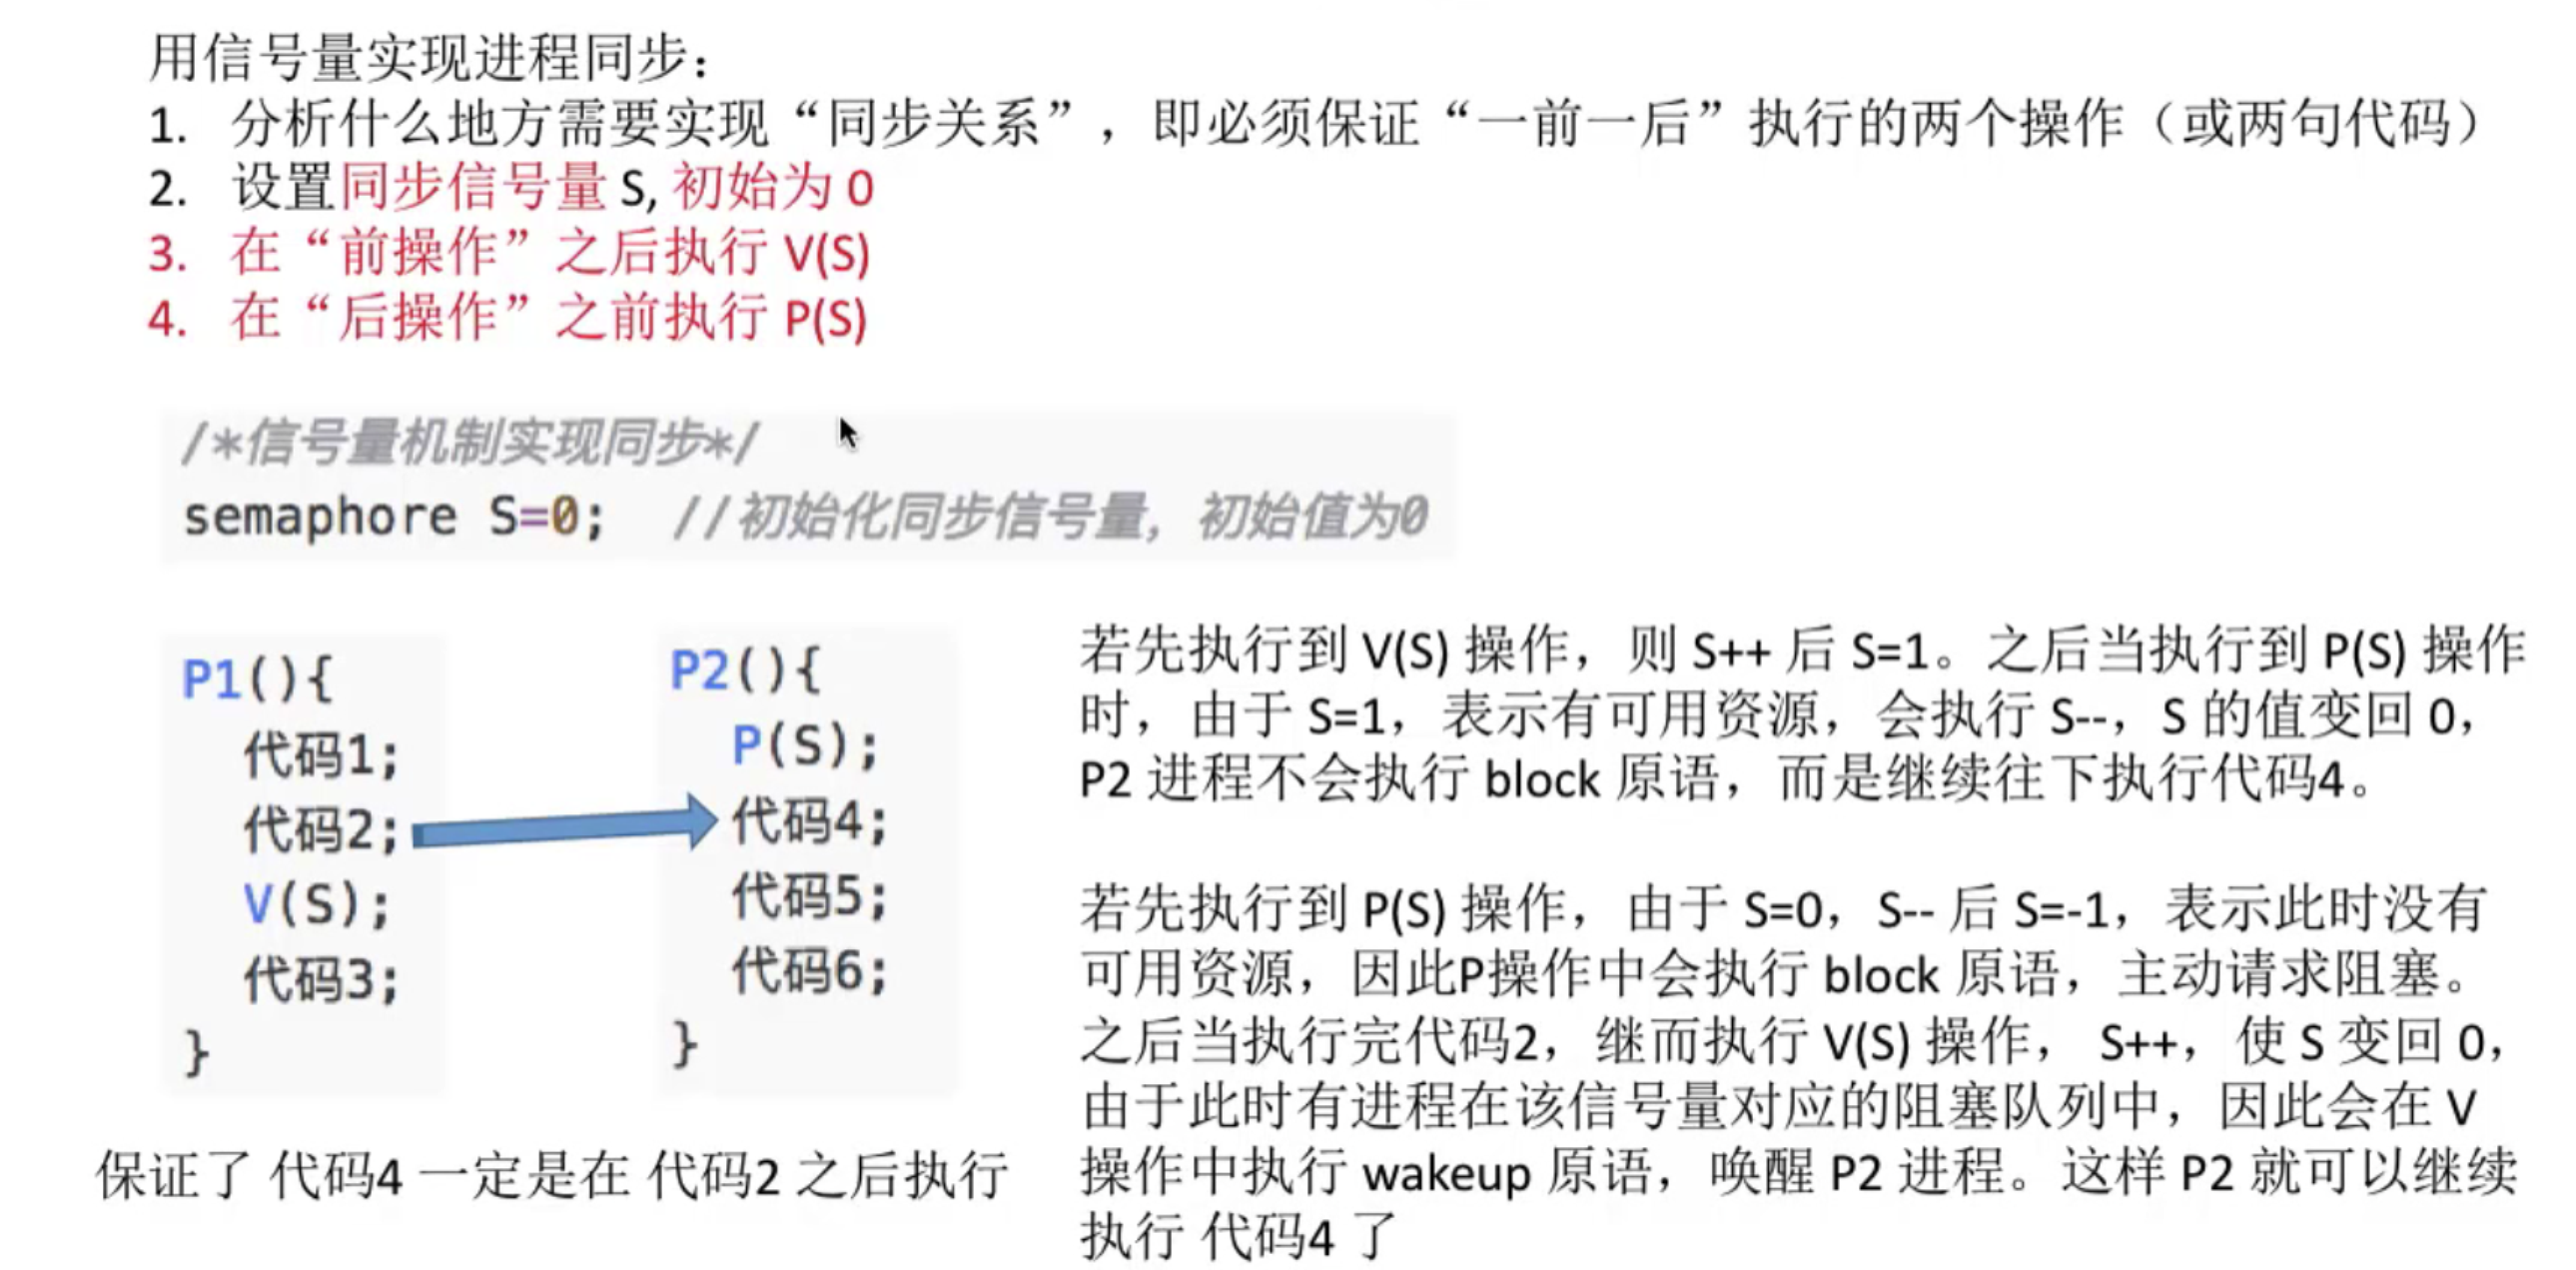 用信号量实现进程同步：
1. 分析什么地方需要实现“同步关系”，即必须保证“一前一后”执行的两个操作（或两句代码）
2. 设置同步信号量 S, 初始为 0
3. 在“前操作”之后执行 V(S)
4. 在“后操作”之前执行 P(S)
/*信号量机制实现同步*/
semaphore S=0; //初始化同步信号量，初始值为0
P1(){
代码1;
代码2;
V(S);
代码3;
}
P2(){
P(S);
代码4;
代码5;
代码6;
}
保证了 代码4 一定是在 代码2 之后执行
若先执行到 V(S) 操作，则 S++ 后 S=1。之后当执行到 P(S) 操作
时，由于 S=1，表示有可用资源，会执行 S--，S 的值变回 0，
P2 进程不会执行 block 原语，而是继续往下执行代码4。
若先执行到 P(S) 操作，由于 S=0，S-- 后 S=-1，表示此时没有
可用资源，因此P操作中会执行 block 原语，主动请求阻塞。
之后当执行完代码2，继而执行 V(S) 操作， S++，使 S 变回 0，
由于此时有进程在该信号量对应的阻塞队列中，因此会在 V
操作中执行 wakeup 原语，唤醒 P2 进程。这样 P2 就可以继续
执行 代码4 了